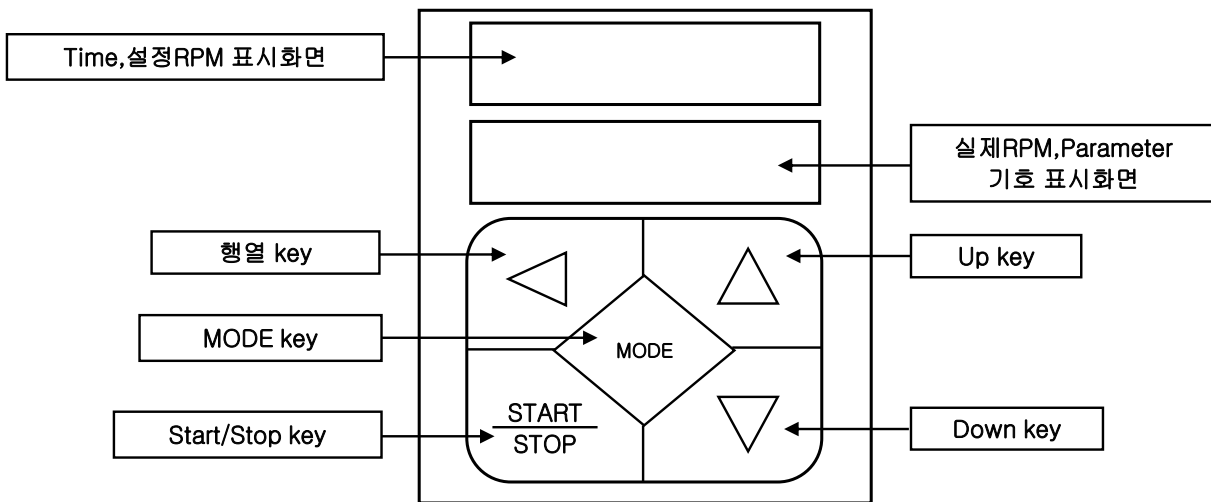 Time,설정RPM 표시화면
실제RPM,Parameter
기호 표시화면
행열 key
Up key
MODE key
MODE
START
STOP
Start/Stop key
Down key